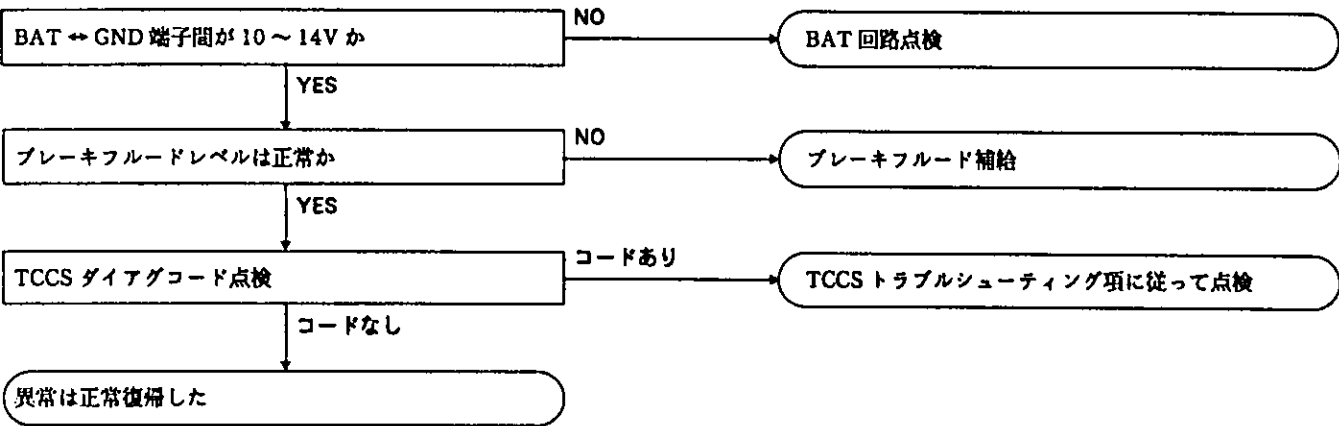 BAT ↔ GND 端子間が 10 ~ 14V か
NO
BAT 回路点検
YES
ブレーキフルードレベルは正常か
NO
ブレーキフルード補給
YES
TCCS ダイアグコード点検
コードあり
TCCS トラブルシューティング項に従って点検
コードなし
異常は正常復帰した